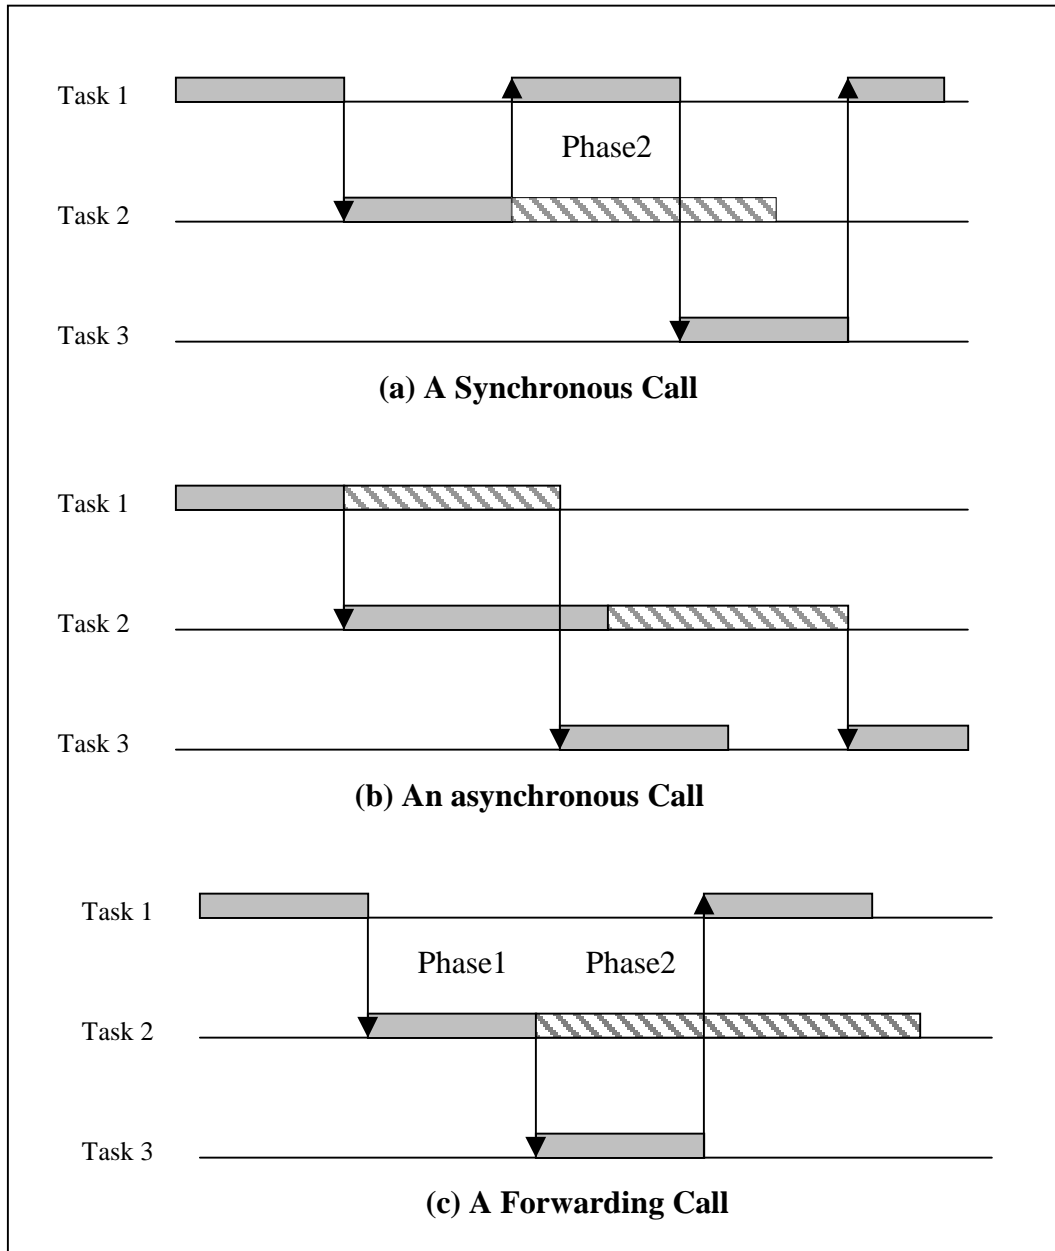 Task 1
Phase2
Task 2
Task 3
(a) A Synchronous Call
Task 1
Task 2
Task 3
(b) An asynchronous Call
Task 1
Phase1 Phase2
Task 2
Task 3
(c) A Forwarding Call